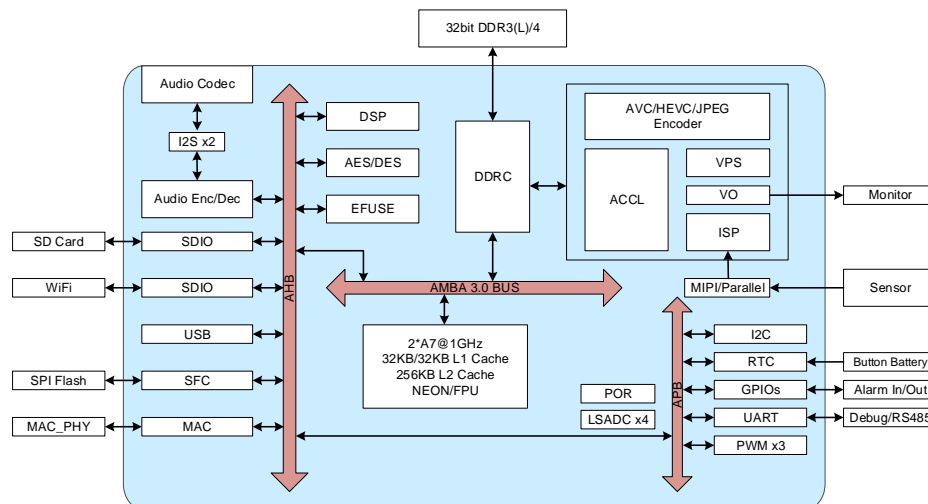 32bit DDR3(L)/4
Audio Codec
I2S x2
Audio Enc/Dec
DSP
AES/DES
EFUSE
DDRC
AVC/HEVC/JPEG
Encoder
ACCL
VPS
VO
ISP
Monitor
SD Card
SDIO
WiFi
SDIO
AHB
AMBA 3.0 BUS
MIPI/Parallel
Sensor
USB
2*A7@1GHz
32KB/32KB L1 Cache
256KB L2 Cache
NEON/FPU
I2C
RTC
Button Battery
SPI Flash
SFC
POR
APB
GPIOs
Alarm In/Out
MAC_PHY
MAC
LSADC x4
UART
Debug/RS485
PWM x3